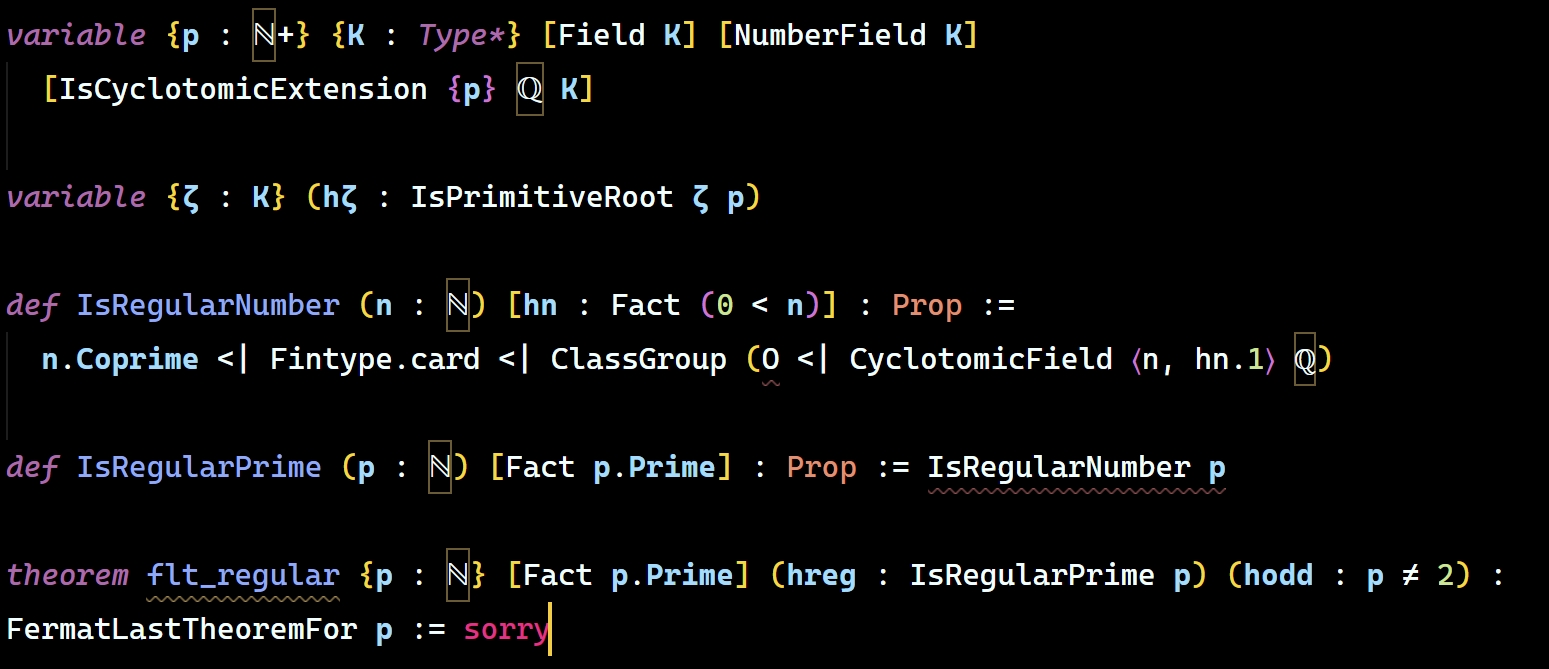 variable {p : ℕ+} {K : Type*} [Field K] [NumberField K]
[IsCyclotomicExtension {p} ℚ K]
variable {ζ : K} (hζ : IsPrimitiveRoot ζ p)
def IsRegularNumber (n : ℕ) [hn : Fact (0 < n)] : Prop :=
n.Coprime <| Fintype.card <| ClassGroup (O <| CyclotomicField ⟨n, hn.1⟩ ℚ)
def IsRegularPrime (p : ℕ) [Fact p.Prime] : Prop := IsRegularNumber p
theorem flt_regular {p : ℕ} [Fact p.Prime] (hreg : IsRegularPrime p) (hodd : p ≠ 2) :
FermatLastTheoremFor p := sorry